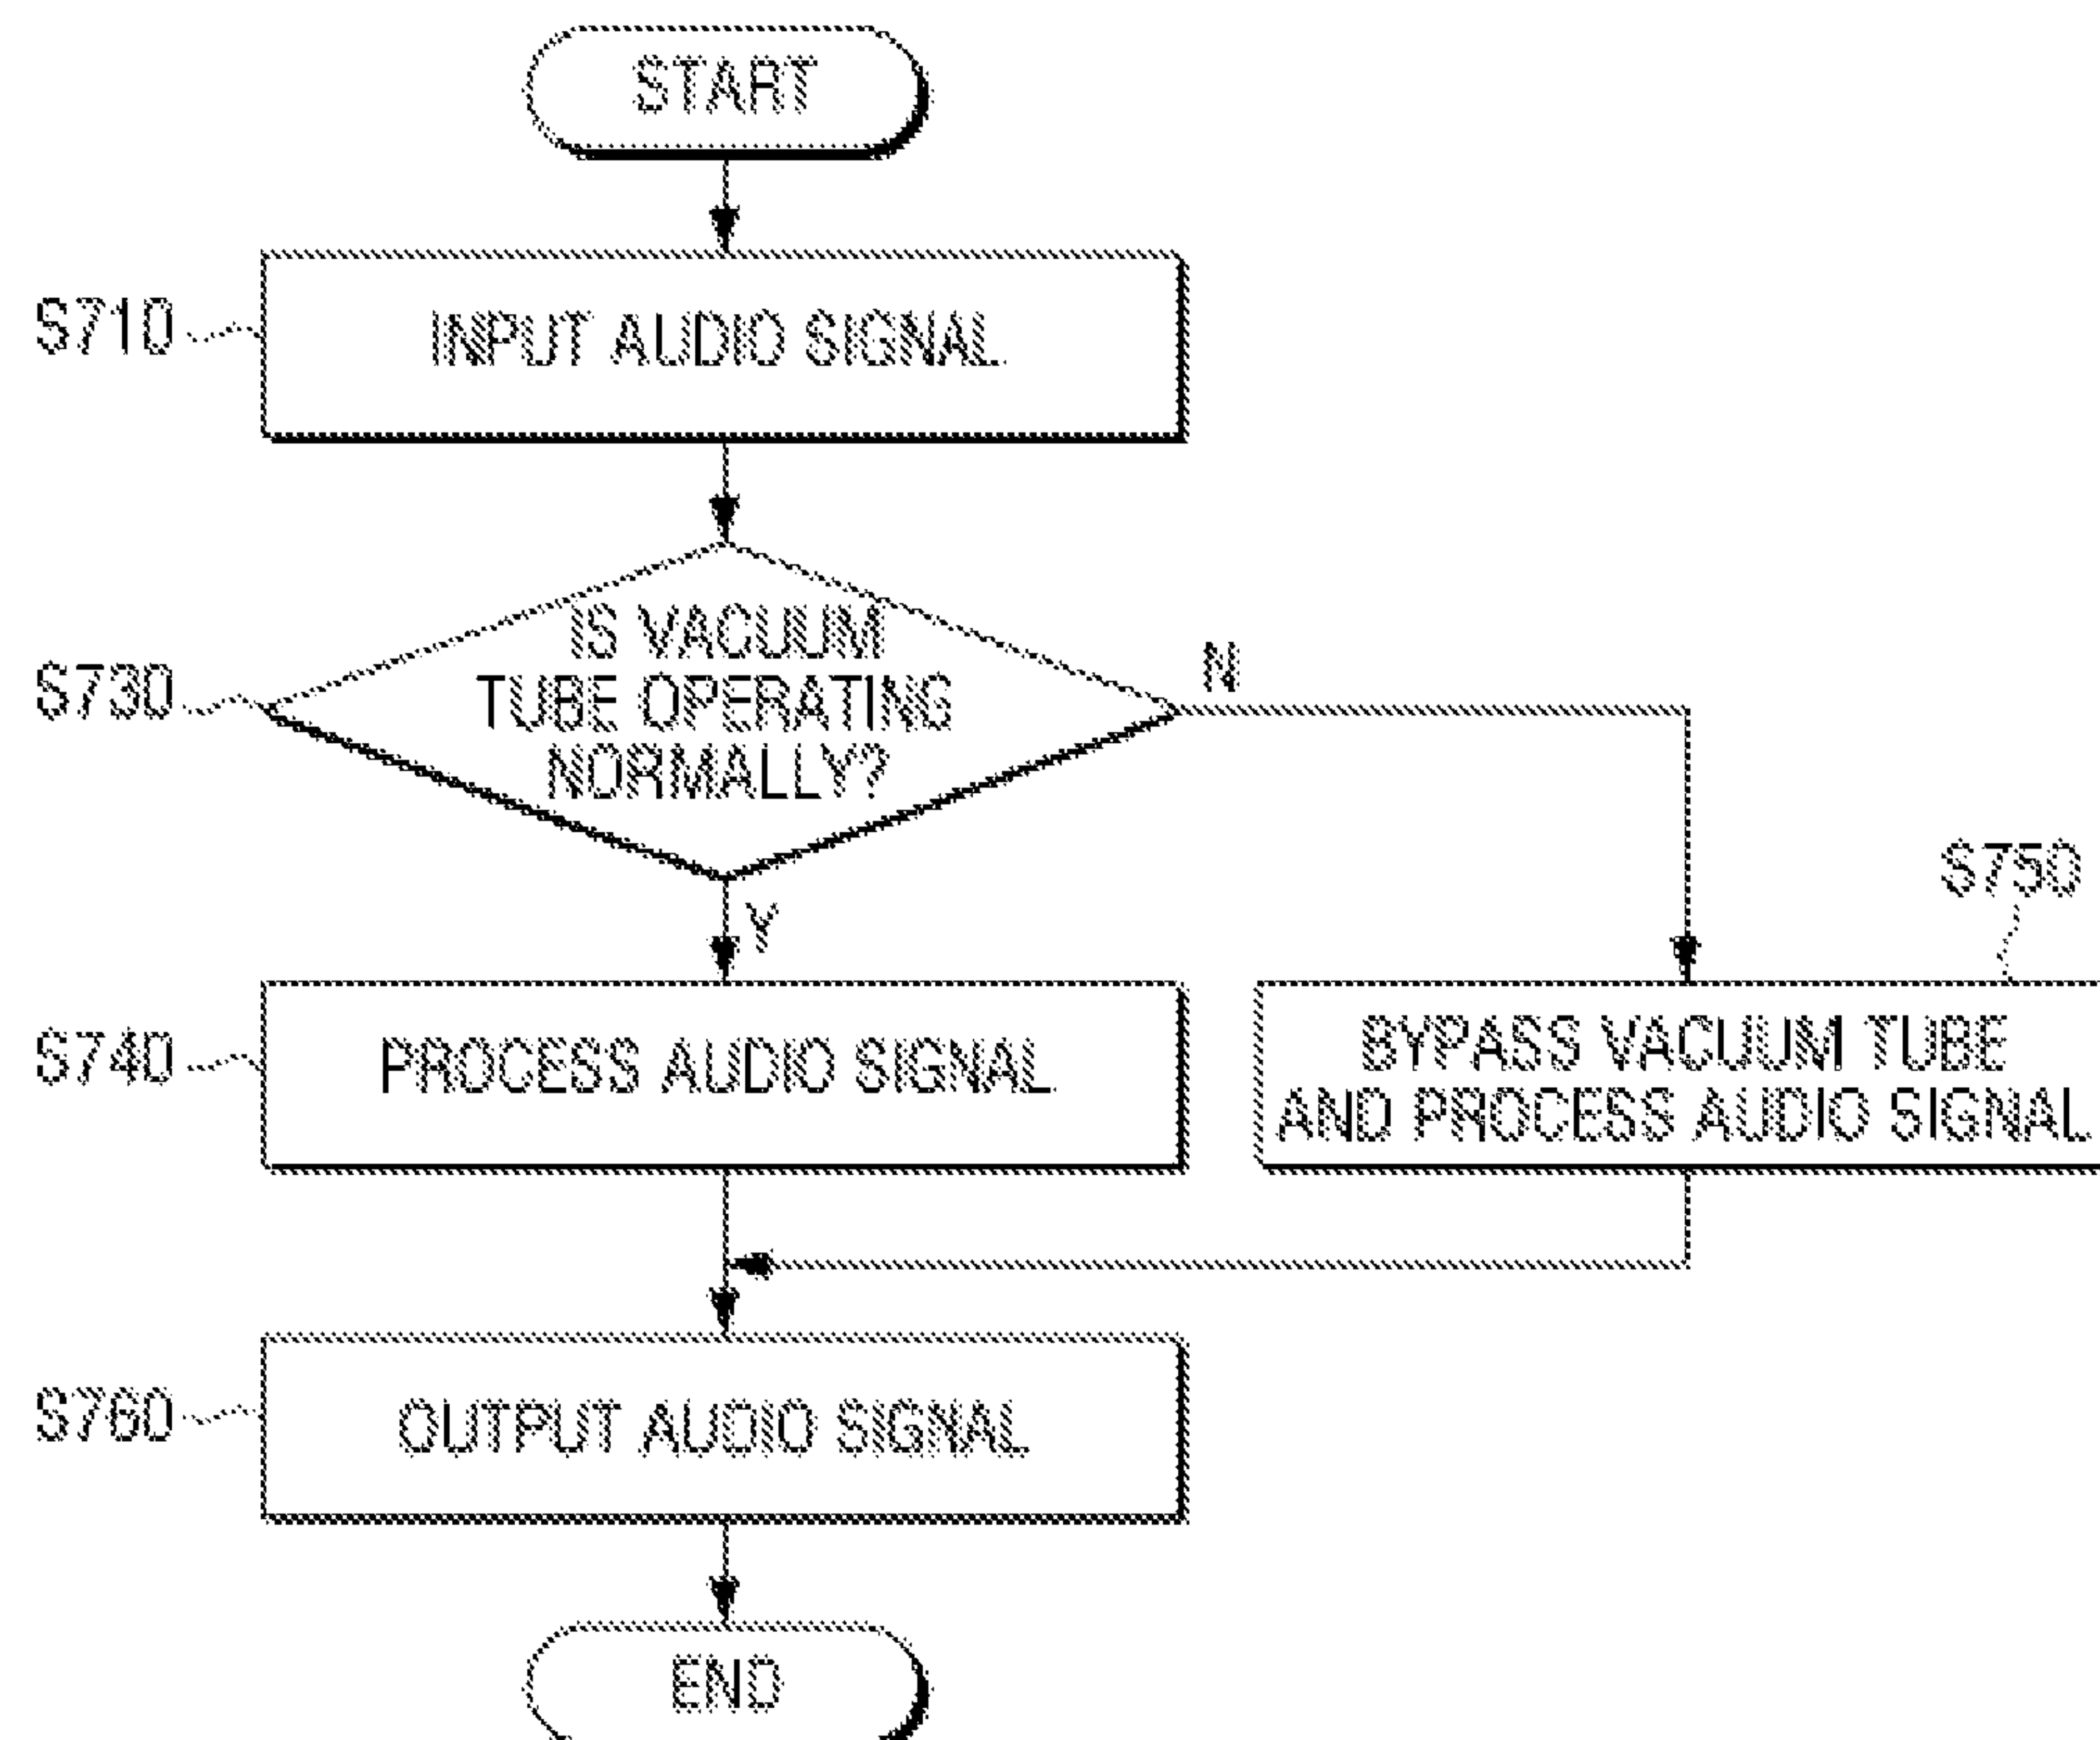 START
S710
INPUT AUDIO SIGNAL
S730
IS VACUUM
TUBE OPERATING
NORMALLY?
N
Y
S740
PROCESS AUDIO SIGNAL
S750
BYPASS VACUUM TUBE
AND PROCESS AUDIO SIGNAL
S760
OUTPUT AUDIO SIGNAL
END